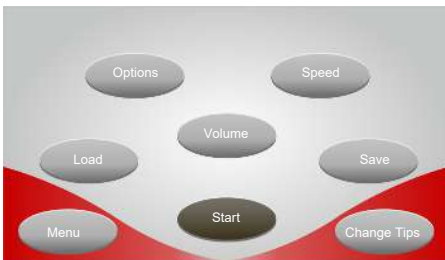 Options
Speed
Volume
Load
Save
Start
Menu
Change Tips